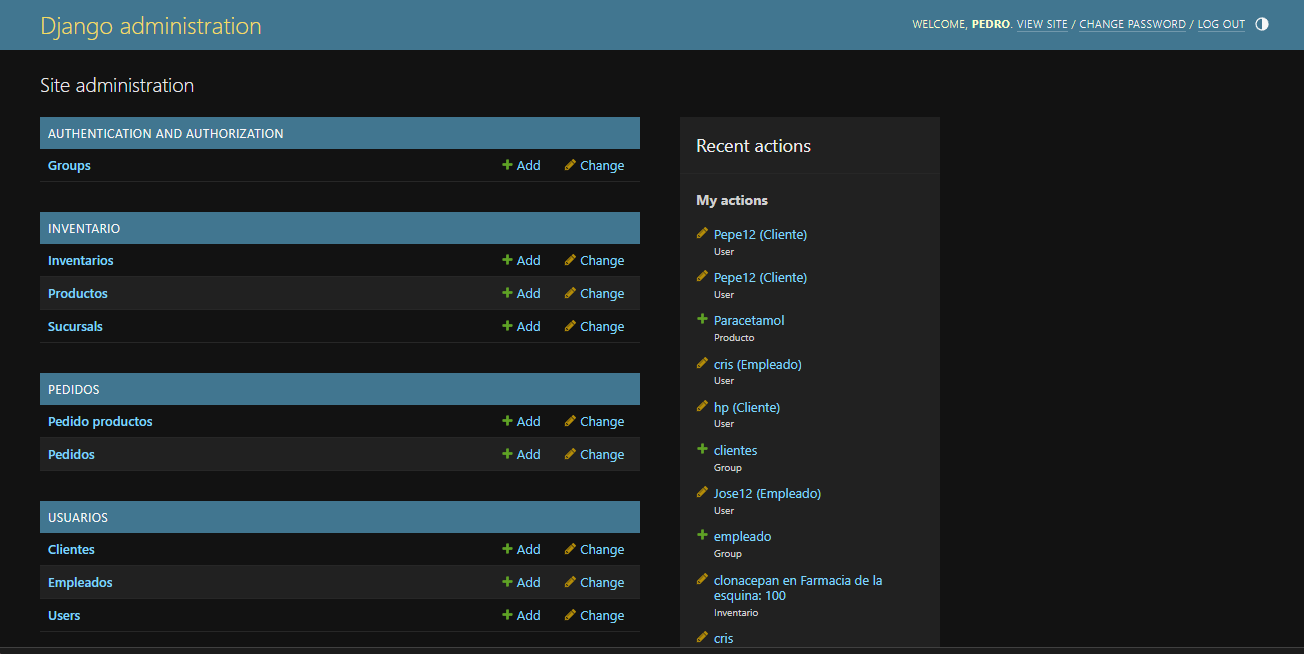 Django administration
WELCOME, PEDRO. VIEW SITE / CHANGE PASSWORD / LOG OUT
Site administration
AUTHENTICATION AND AUTHORIZATION
Groups Add Change
INVENTARIO
Inventarios Add Change
Productos Add Change
Sucursals Add Change
PEDIDOS
Pedido productos Add Change
Pedidos Add Change
USUARIOS
Clientes Add Change
Empleados Add Change
Users Add Change
Recent actions
My actions
Pepe12 (Cliente)
User
Pepe12 (Cliente)
User
Paracetamol
Producto
cris (Empleado)
User
hp (Cliente)
User
clientes
Group
Jose12 (Empleado)
User
empleado
Group
clonacepan en Farmacia de la
esquina: 100
Inventario
cris